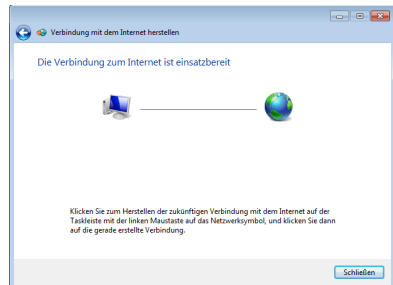 Verbindung mit dem Internet herstellen
Die Verbindung zum Internet ist einsatzbereit
Klicken Sie zum Herstellen der zukünftigen Verbindung mit dem Internet auf der
Taskleiste mit der linken Maustaste auf das Netzwerksymbol, und klicken Sie dann
auf die gerade erstellte Verbindung.
Schließen